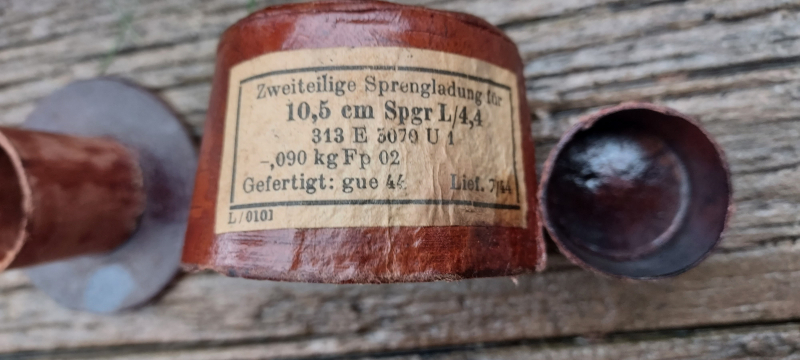 Zweiteilige Sprengladung für
10,5 cm Spgr L/4,4
313 E 3070 U 1
-,090 kg Fp 02
Gefertigt: gue 44 Lief. 7/44
L/0101